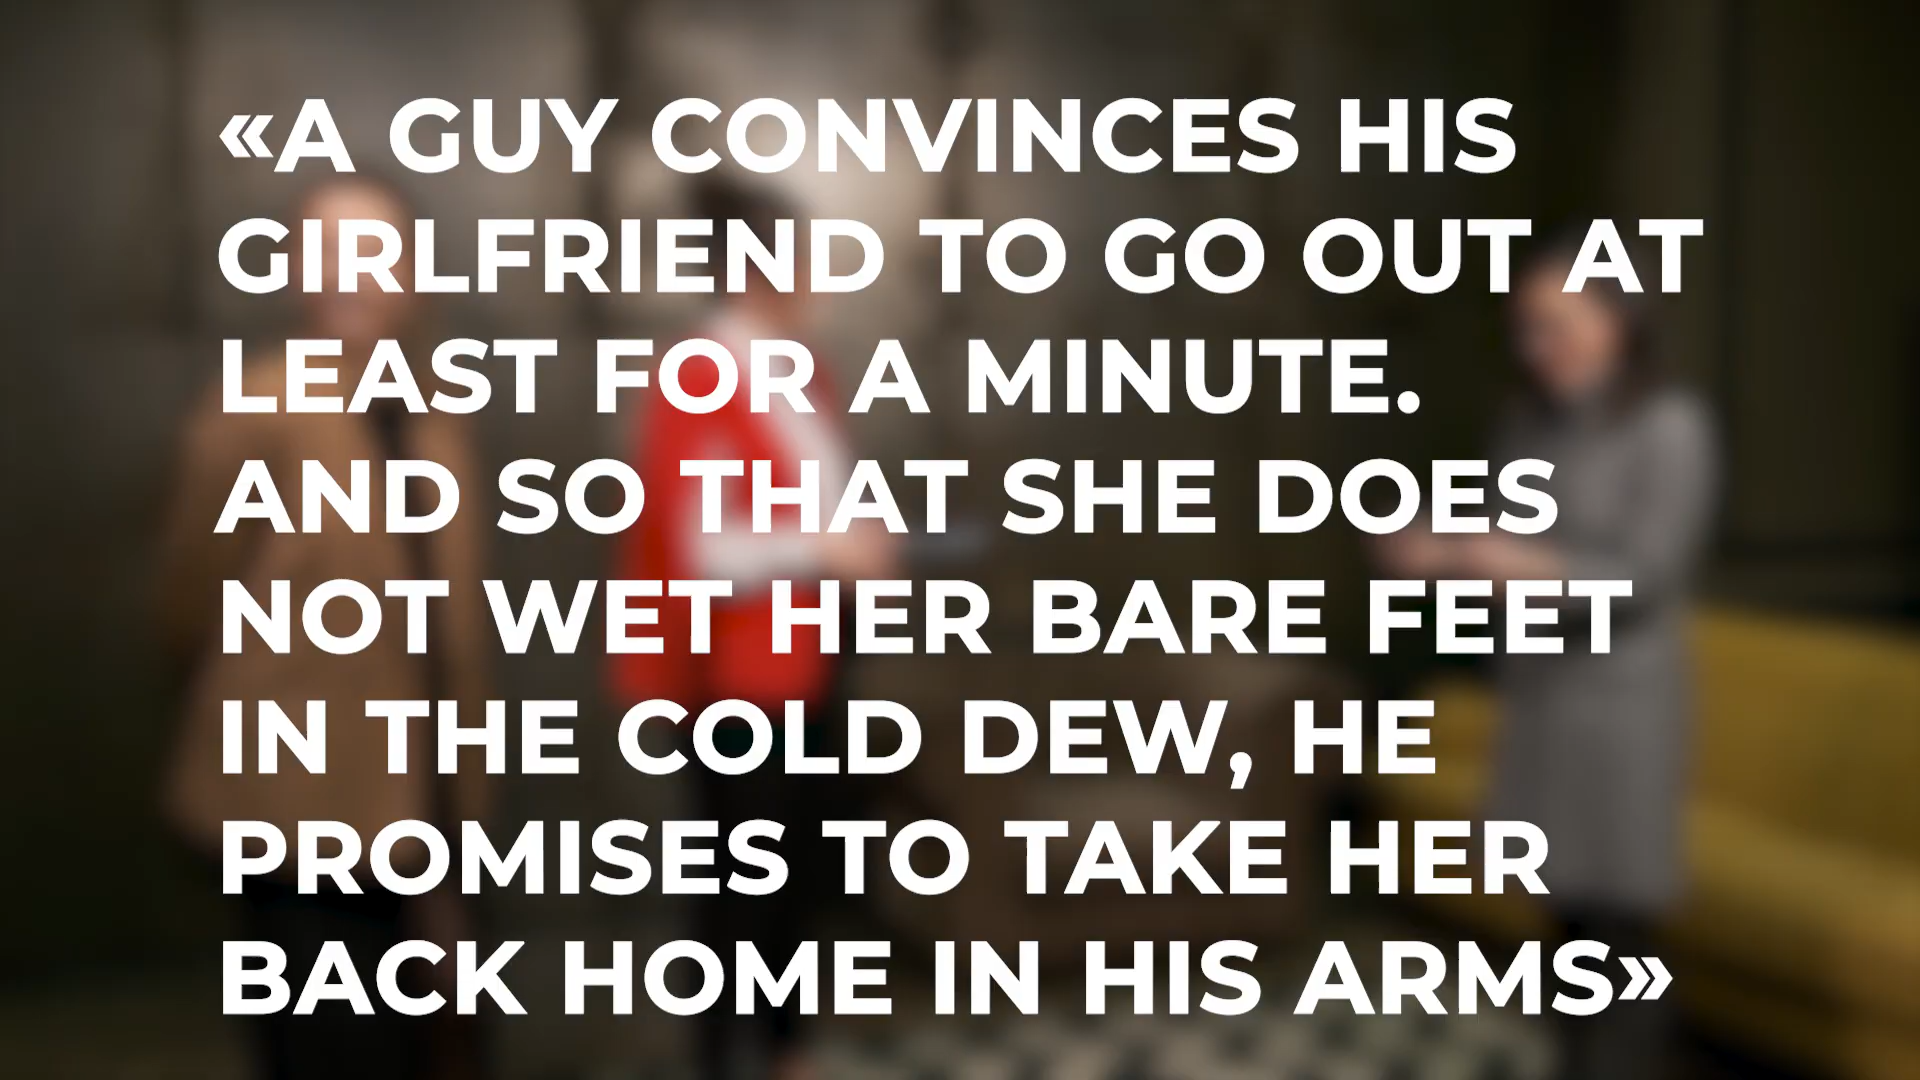 «A GUY CONVINCES HIS
GIRLFRIEND TO GO OUT AT
LEAST FOR A MINUTE.
AND SO THAT SHE DOES
NOT WET HER BARE FEET
IN THE COLD DEW, HE
PROMISES TO TAKE HER
BACK HOME IN HIS ARMS»